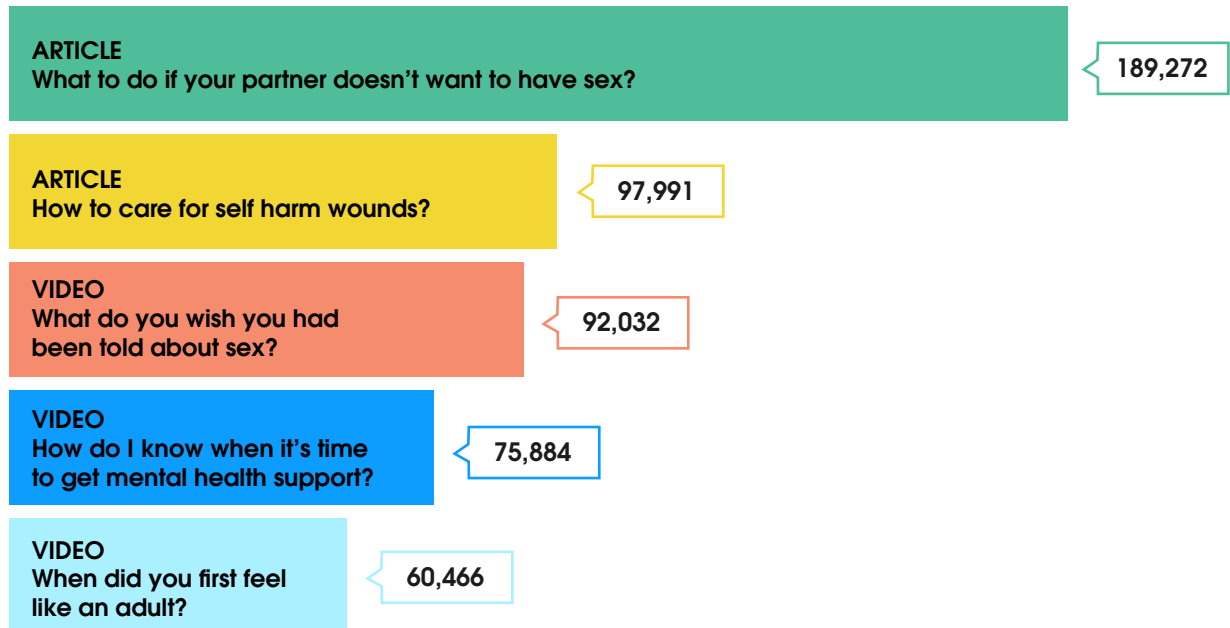 ARTICLE
What to do if your partner doesn’t want to have sex?
189,272
ARTICLE
How to care for self harm wounds?
97,991
VIDEO
What do you wish you had
been told about sex?
92,032
VIDEO
How do I know when it’s time
to get mental health support?
75,884
VIDEO
When did you first feel
like an adult?
60,466